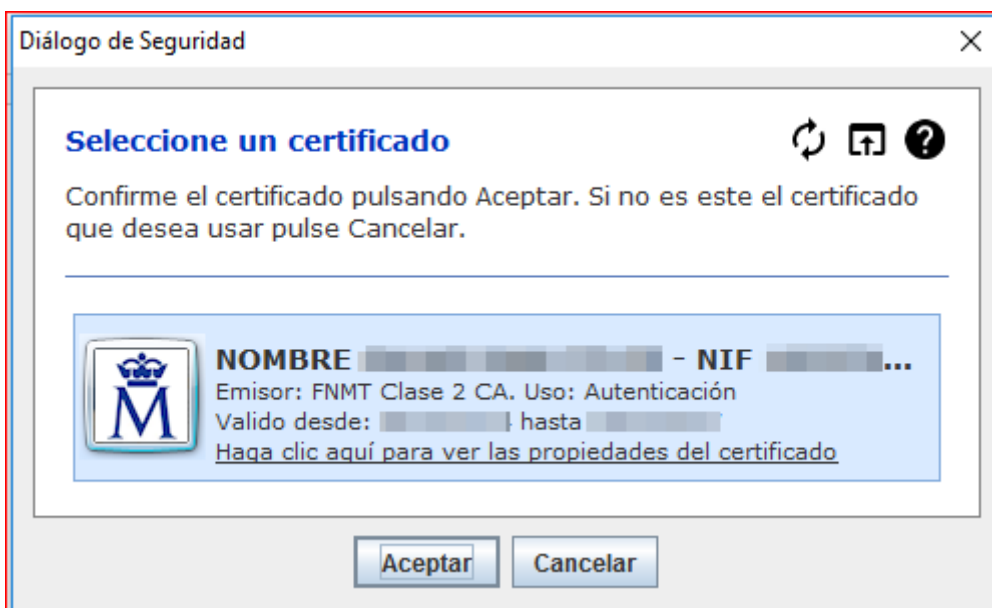 Diálogo de Seguridad
Seleccione un certificado
Confirme el certificado pulsando Aceptar. Si no es este el certificado
que desea usar pulse Cancelar.
NOMBRE - NIF ...
Emisor: FNMT Clase 2 CA. Uso: Autenticación
Valido desde: hasta
Haga clic aquí para ver las propiedades del certificado
Aceptar Cancelar